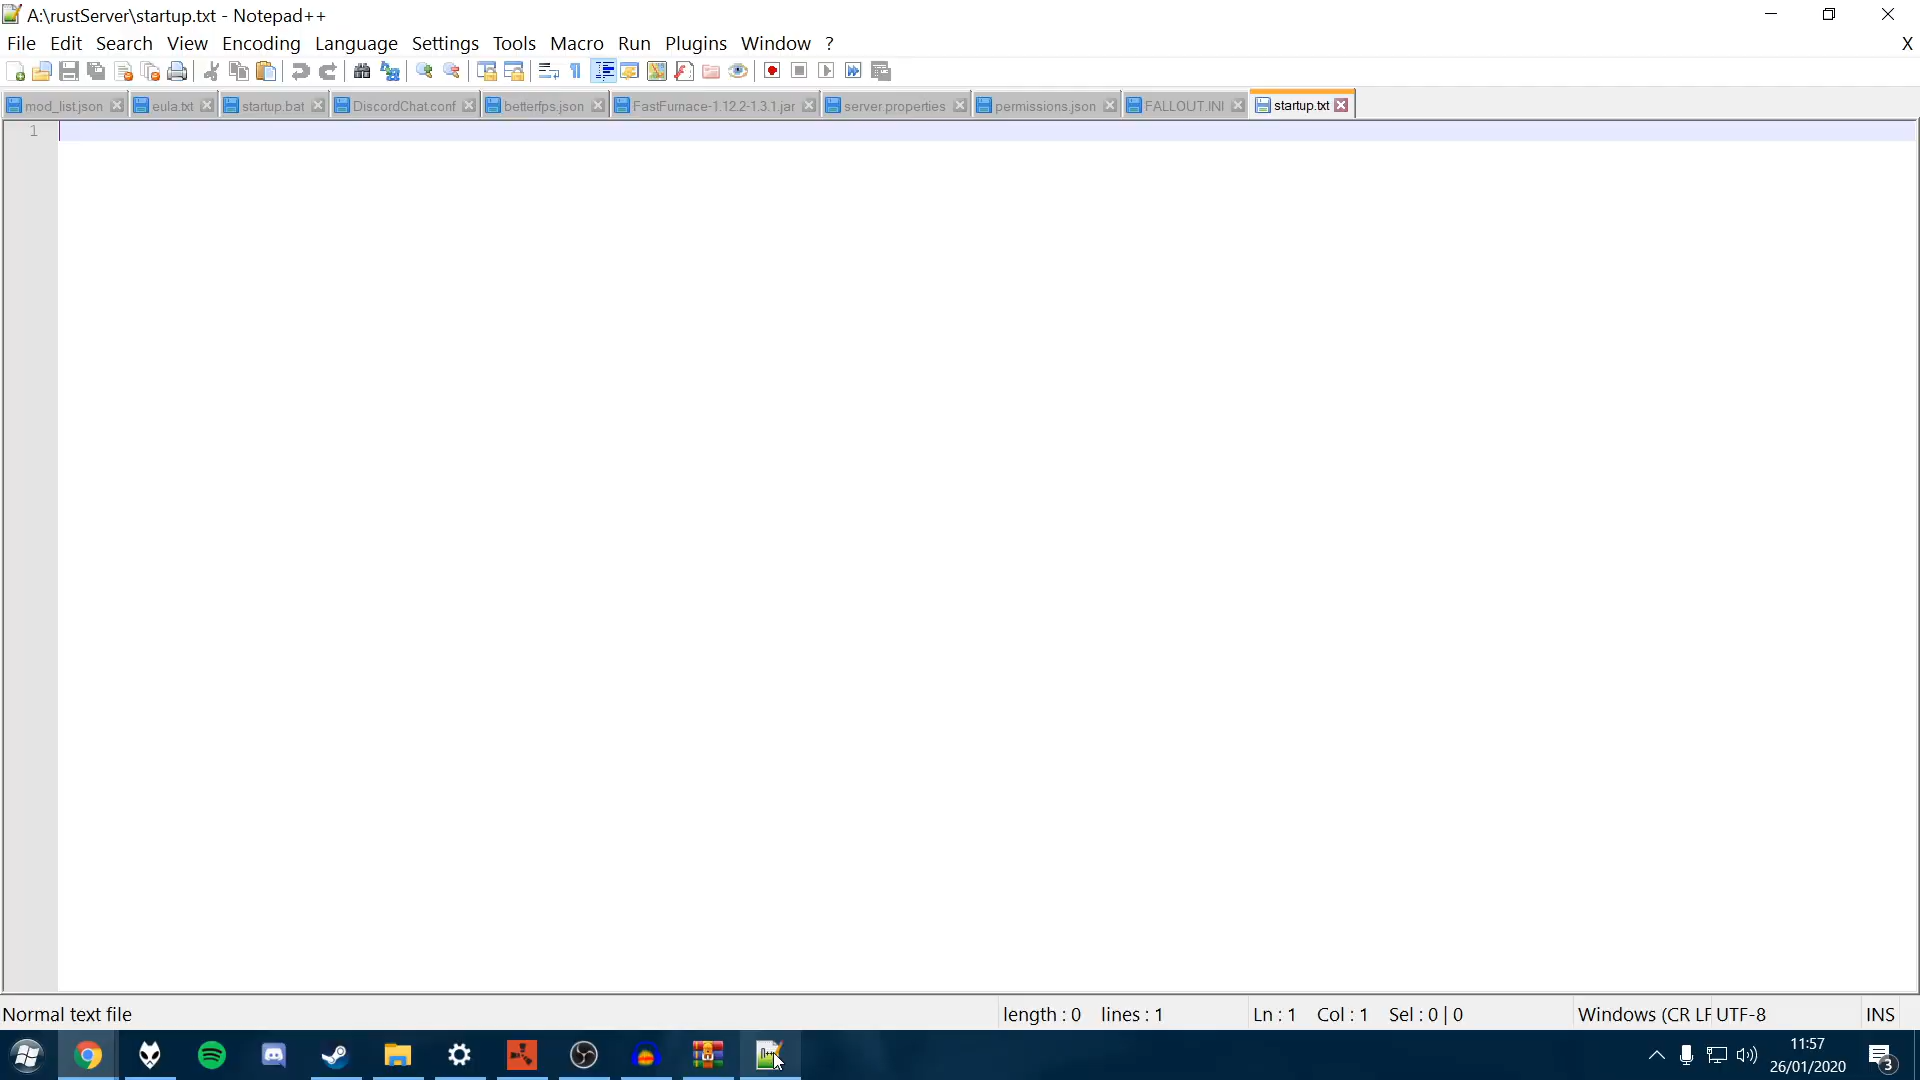 A:\rustServer\startup.txt - Notepad++
File Edit Search View Encoding Language Settings Tools Macro Run Plugins Window ? X
mod_list.json eula.txt startup.bat DiscordChat.conf betterfps.json FastFurnace-1.12.2-1.3.1.jar server.properties permissions.json FALLOUT.INI startup.txt
1
Normal text file length : 0 lines : 1 Ln : 1 Col : 1 Sel : 0 | 0 Windows (CR LF UTF-8 INS
11:57
26/01/2020
3